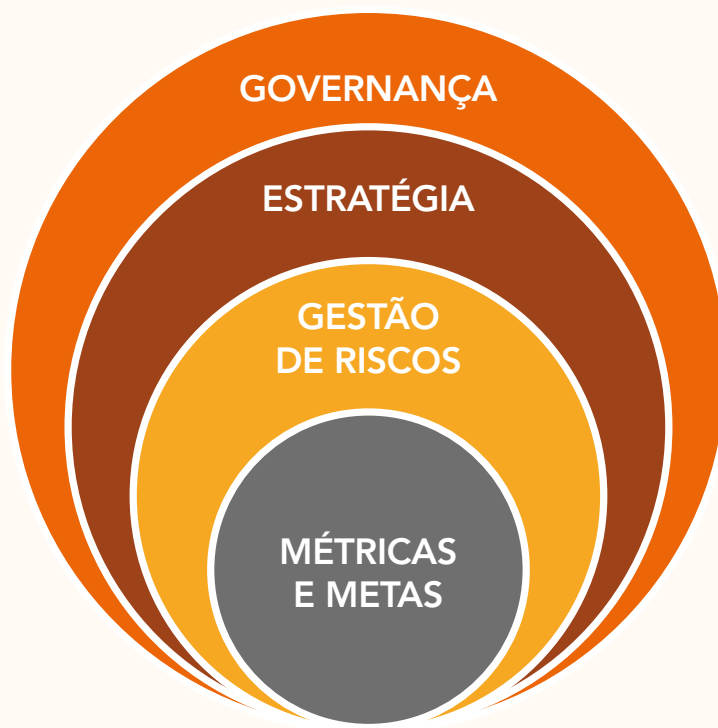 GOVERNANÇA
ESTRATÉGIA
GESTÃO
DE RISCOS
MÉTRICAS
E METAS